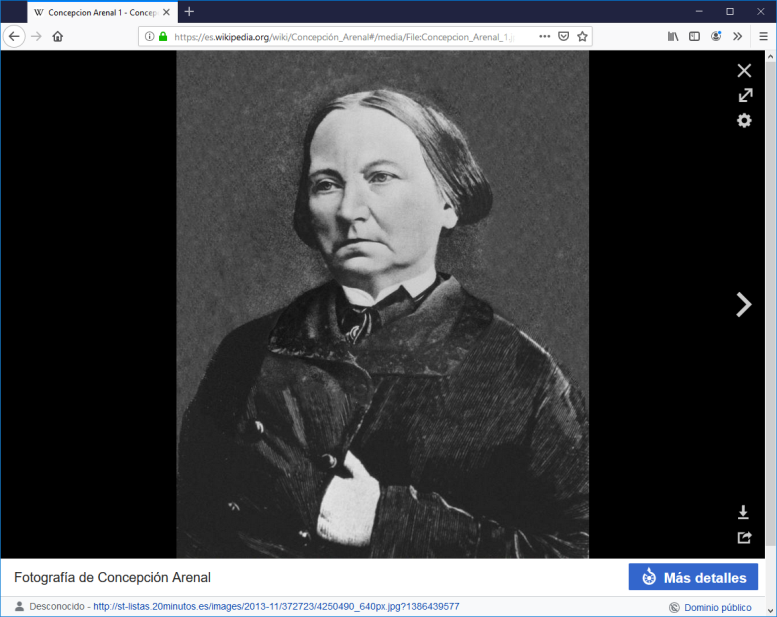 Concepcion Arenal 1 - Concep
https://es.wikipedia.org/wiki/Concepción_Arenal#/media/File:Concepcion_Arenal_1.j
Fotografía de Concepción Arenal
Más detalles
Desconocido - http://st-listas.20minutos.es/images/2013-11/372723/4250490_640px.jpg?1386439577
Dominio público